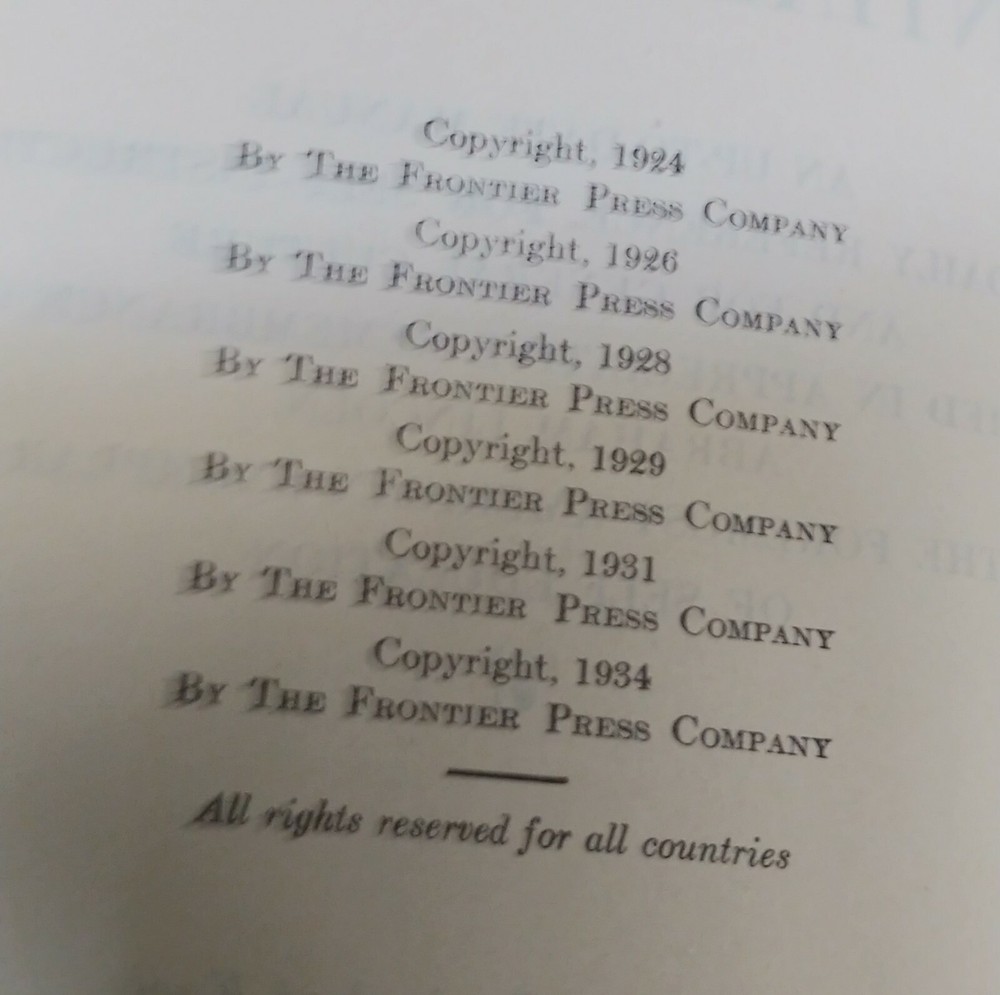 Copyright, 1924
By The Frontier Press Company
Copyright, 1926
By The Frontier Press Company
Copyright, 1928
By The Frontier Press Company
Copyright, 1929
By The Frontier Press Company
Copyright, 1931
By The Frontier Press Company
Copyright, 1934
By The Frontier Press Company
All rights reserved for all countries